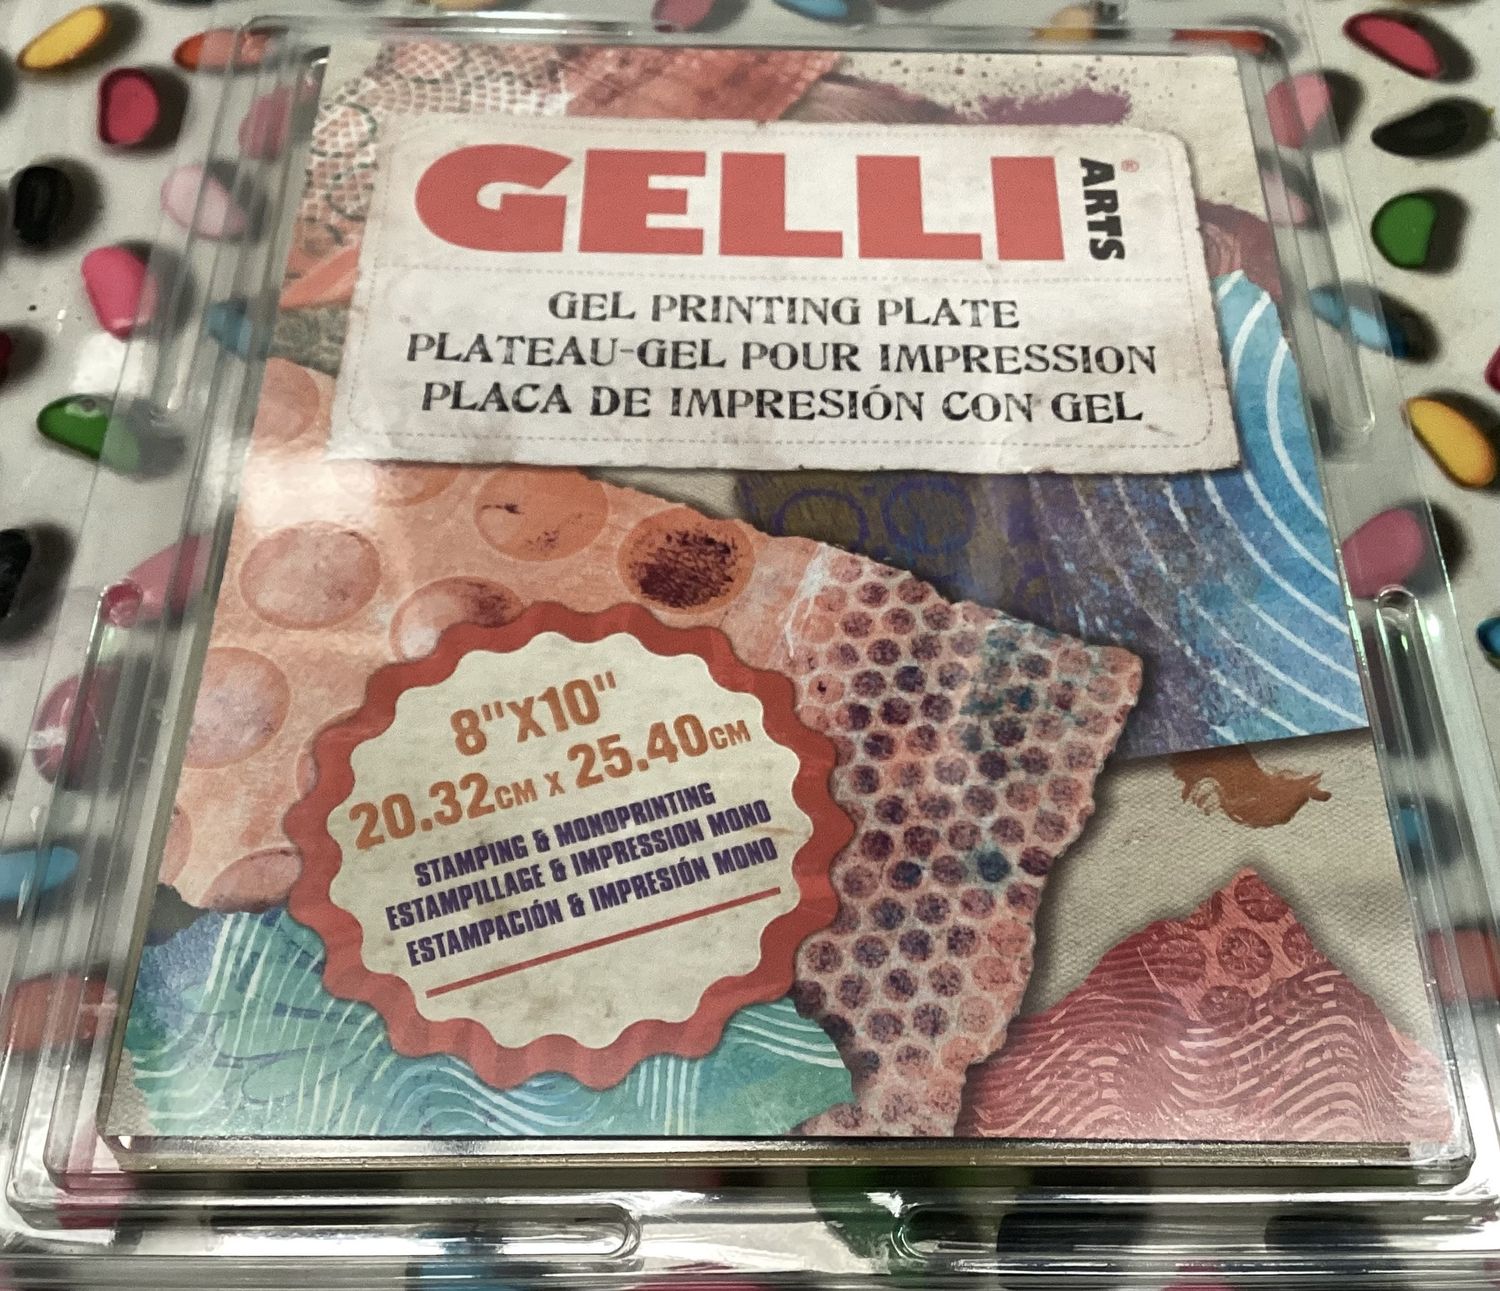 GELLI ARTS®
GEL PRINTING PLATE
PLATEAU-GEL POUR IMPRESSION
PLACA DE IMPRESIÓN CON GEL
8"X10"
20.32CM X 25.40CM
STAMPING & MONOPRINTING
ESTAMPILLAGE & IMPRESSION MONO
ESTAMPACIÓN & IMPRESIÓN MONO